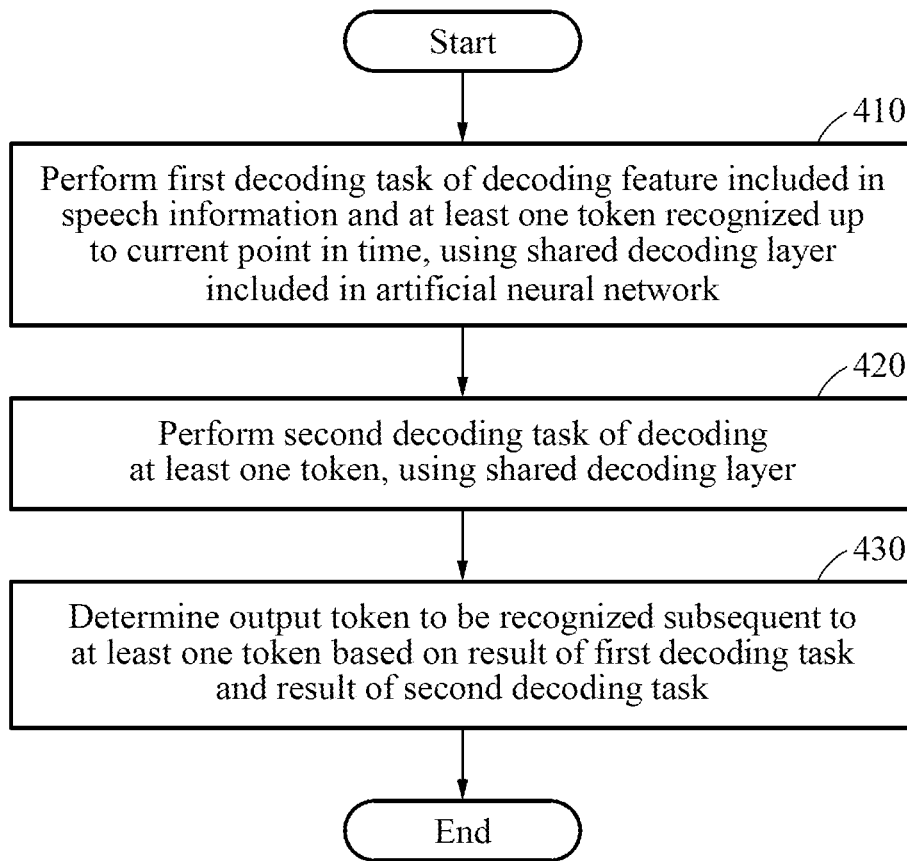 Start
410
Perform first decoding task of decoding feature included in
speech information and at least one token recognized up
to current point in time, using shared decoding layer
included in artificial neural network
420
Perform second decoding task of decoding
at least one token, using shared decoding layer
430
Determine output token to be recognized subsequent to
at least one token based on result of first decoding task
and result of second decoding task
End